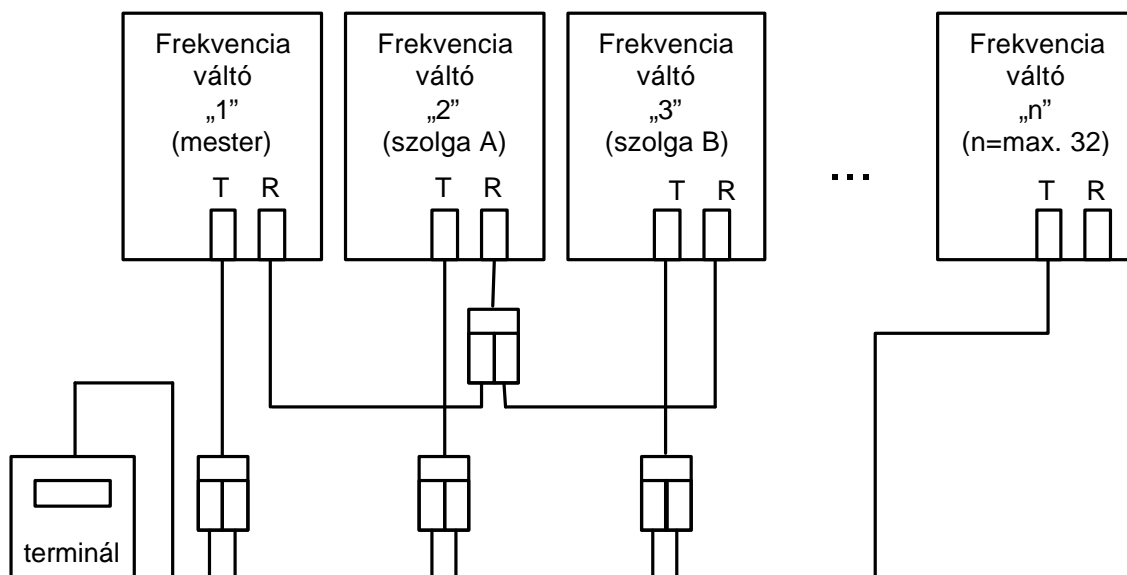 Frekvencia
váltó
„1”
(mester)
T R
Frekvencia
váltó
„2”
(szolga A)
T R
Frekvencia
váltó
„3”
(szolga B)
T R
...
Frekvencia
váltó
„n”
(n=max. 32)
T R
terminál